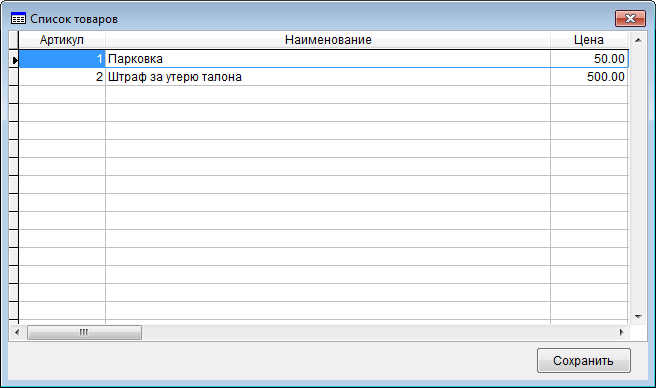 Список товаров
Артикул Наименование Цена
1 Парковка 50.00
2 Штраф за утерю талона 500.00
Сохранить